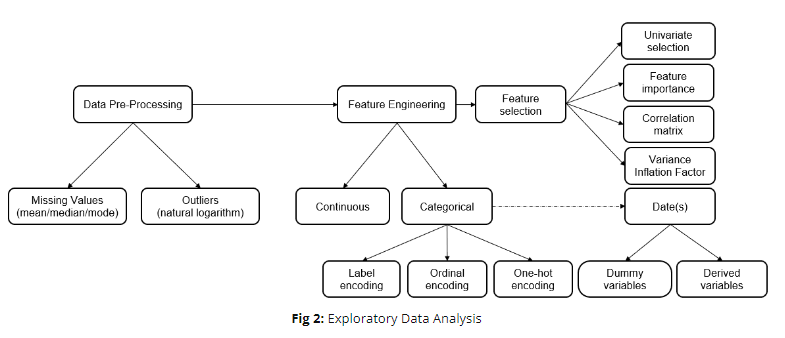 Univariate
selection
Feature
importance
Data Pre-Processing
Feature Engineering
Feature
selection
Correlation
matrix
Variance
Inflation Factor
Missing Values
(mean/median/mode)
Outliers
(natural logarithm)
Continuous
Categorical
Date(s)
Label
encoding
Ordinal
encoding
One-hot
encoding
Dummy
variables
Derived
variables
Fig 2: Exploratory Data Analysis